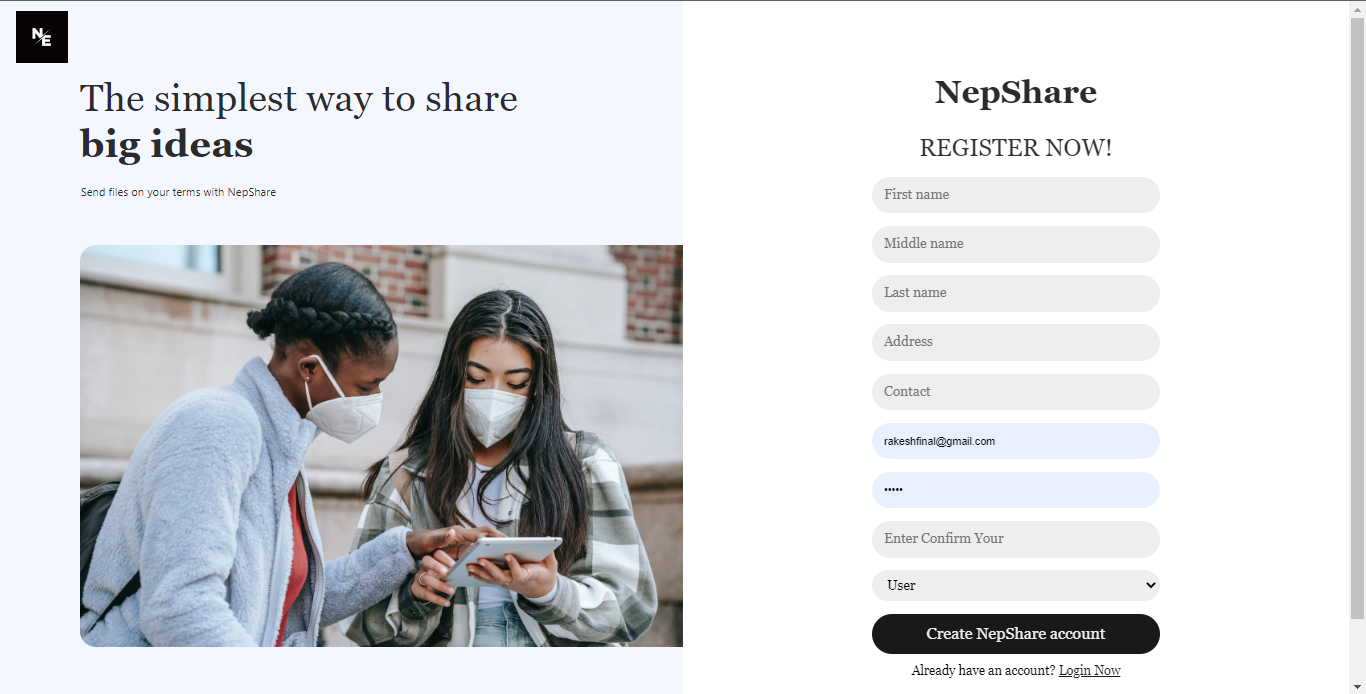 NE
The simplest way to share
big ideas
Send files on your terms with NepShare
NepShare
REGISTER NOW!
First name
Middle name
Last name
Address
Contact
rakeshfinal@gmail.com
•••••
Enter Confirm Your
User
Create NepShare account
Already have an account? Login Now